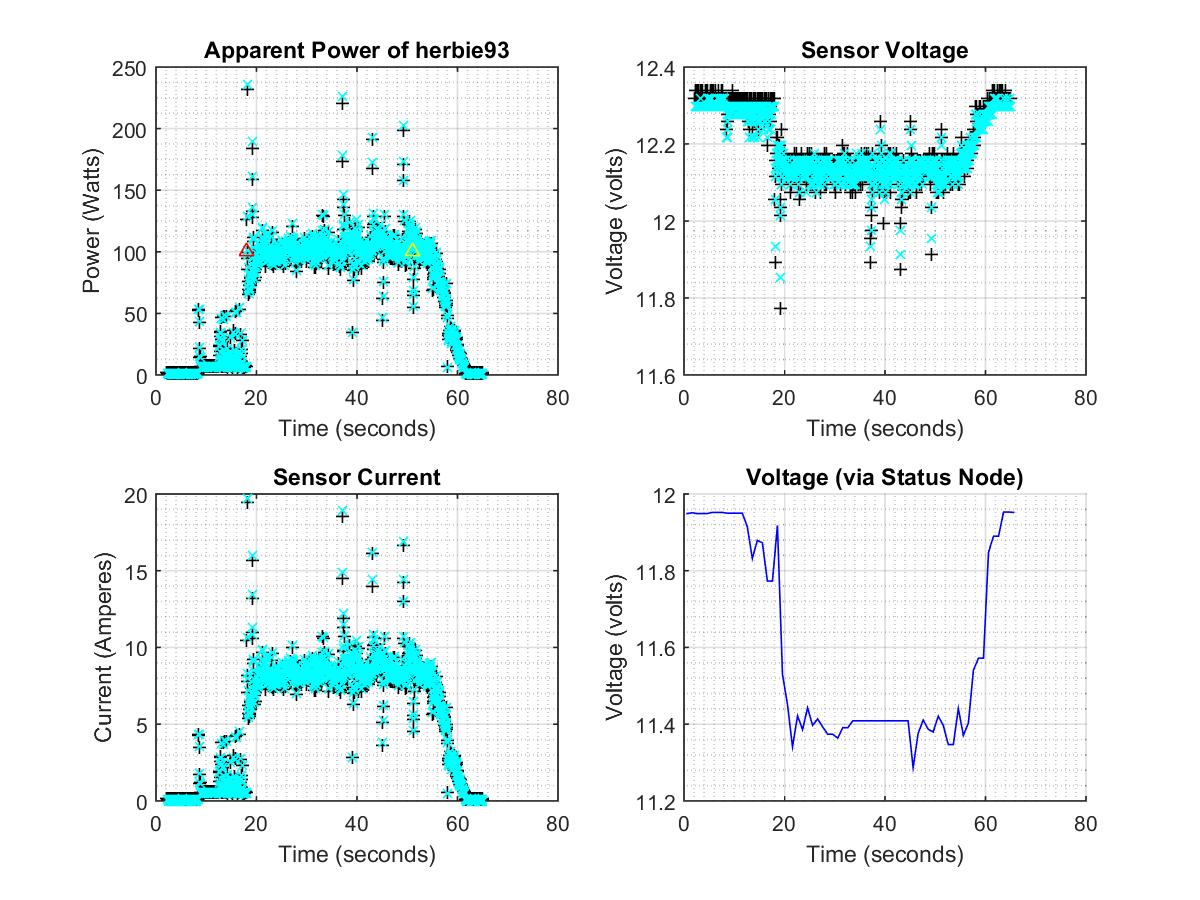 Apparent Power of herbie93
250
200
150
100
50
0
Power (Watts)
0 20 40 60 80
Time (seconds)
Sensor Voltage
12.4
12.2
12
11.8
11.6
Voltage (volts)
0 20 40 60 80
Time (seconds)
Sensor Current
20
15
10
5
0
Current (Amperes)
0 20 40 60 80
Time (seconds)
Voltage (via Status Node)
12
11.8
11.6
11.4
11.2
Voltage (volts)
0 20 40 60 80
Time (seconds)